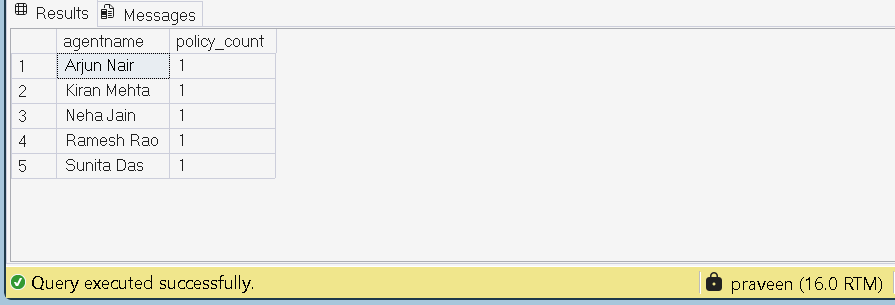 Results Messages
agentname policy_count
1 Arjun Nair 1
2 Kiran Mehta 1
3 Neha Jain 1
4 Ramesh Rao 1
5 Sunita Das 1
Query executed successfully. praveen (16.0 RTM)